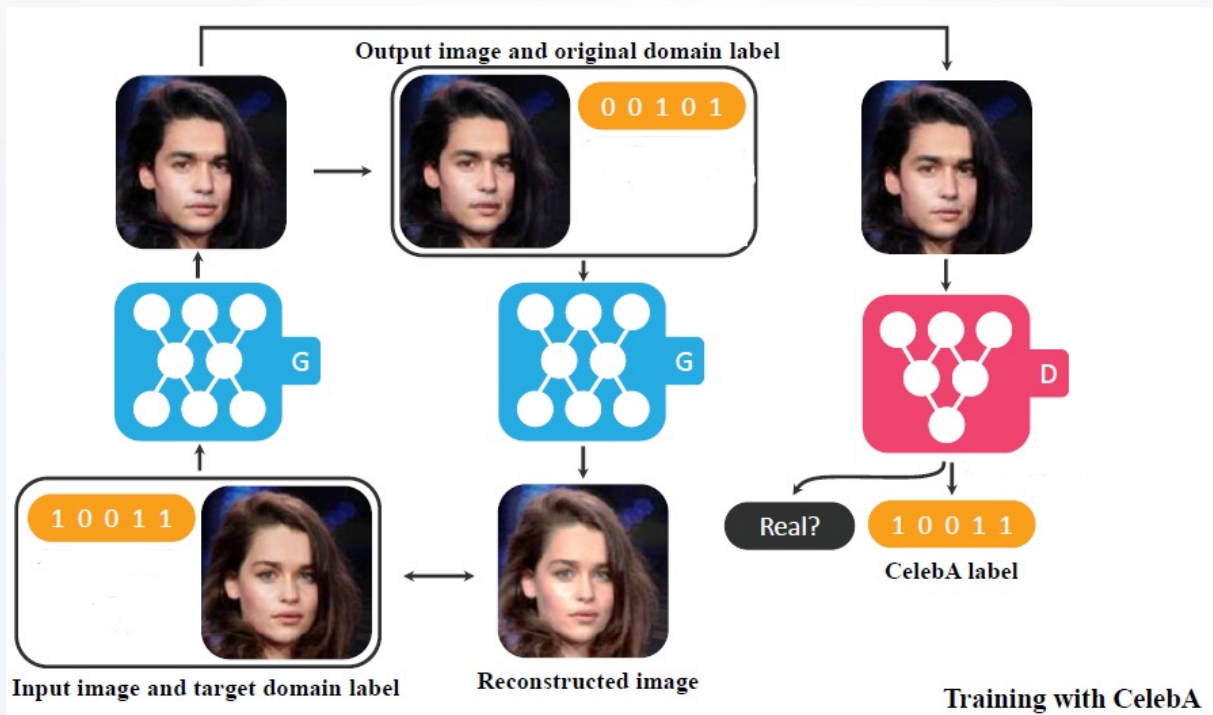 Output image and original domain label
0 0 1 0 1
G
G
D
1 0 0 1 1
Real?
1 0 0 1 1
CelebA label
Input image and target domain label
Reconstructed image
Training with CelebA